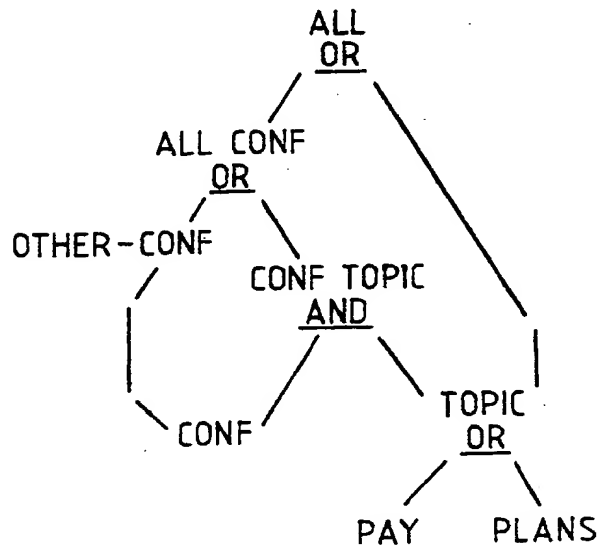 ALL
OR
ALL CONF
OR
OTHER-CONF
CONF TOPIC
AND
TOPIC
OR
CONF
PAY PLANS